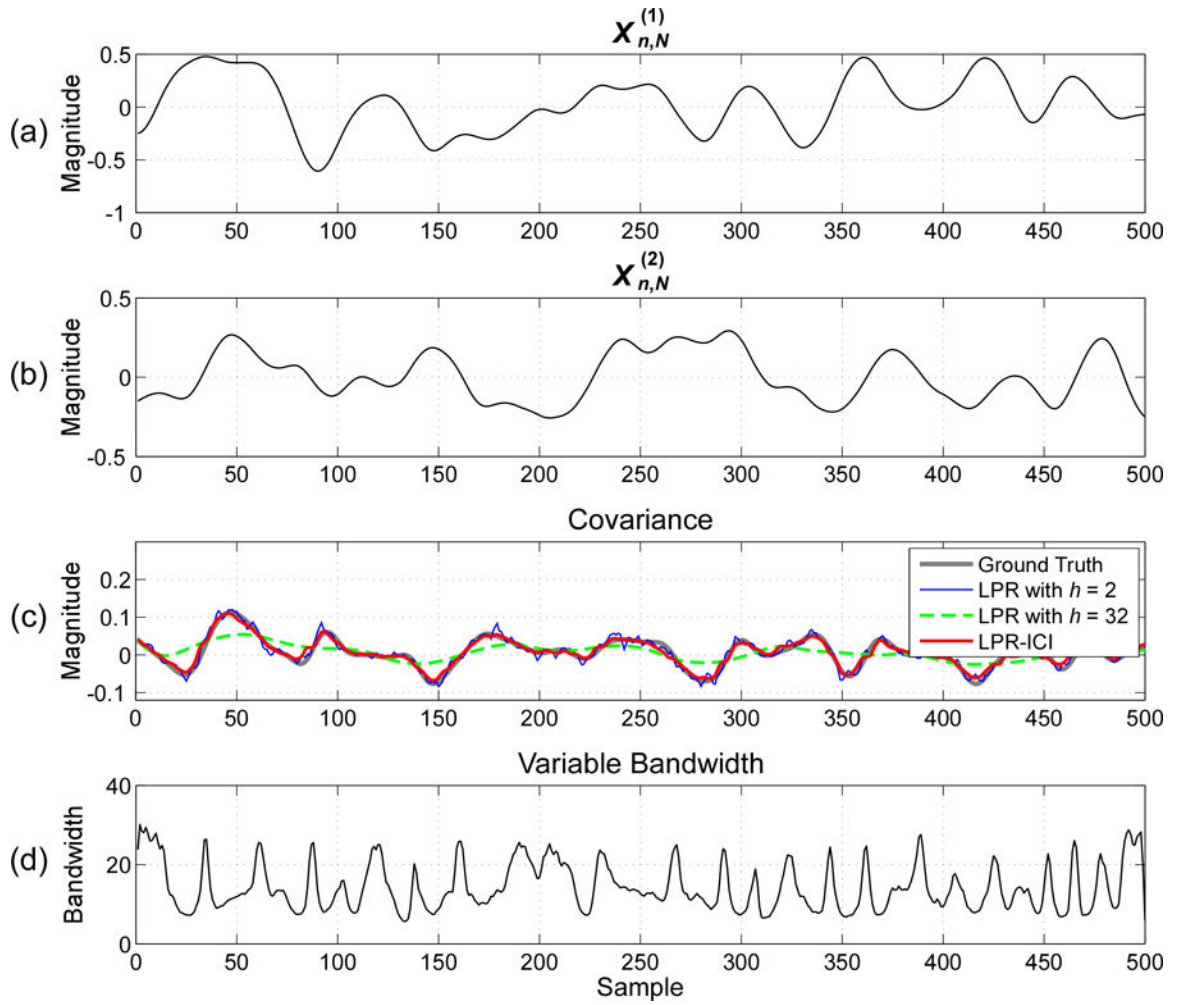 X n,N (1)
(a)
Magnitude
0.5
0
-0.5
-1
0 50 100 150 200 250 300 350 400 450 500
X n,N (2)
(b)
Magnitude
0.5
0
-0.5
0 50 100 150 200 250 300 350 400 450 500
Covariance
(c)
Magnitude
0.2
0.1
0
-0.1
Ground Truth
LPR with h = 2
LPR with h = 32
LPR-ICI
0 50 100 150 200 250 300 350 400 450 500
Variable Bandwidth
(d)
Bandwidth
40
20
0
0 50 100 150 200 250 300 350 400 450 500
Sample